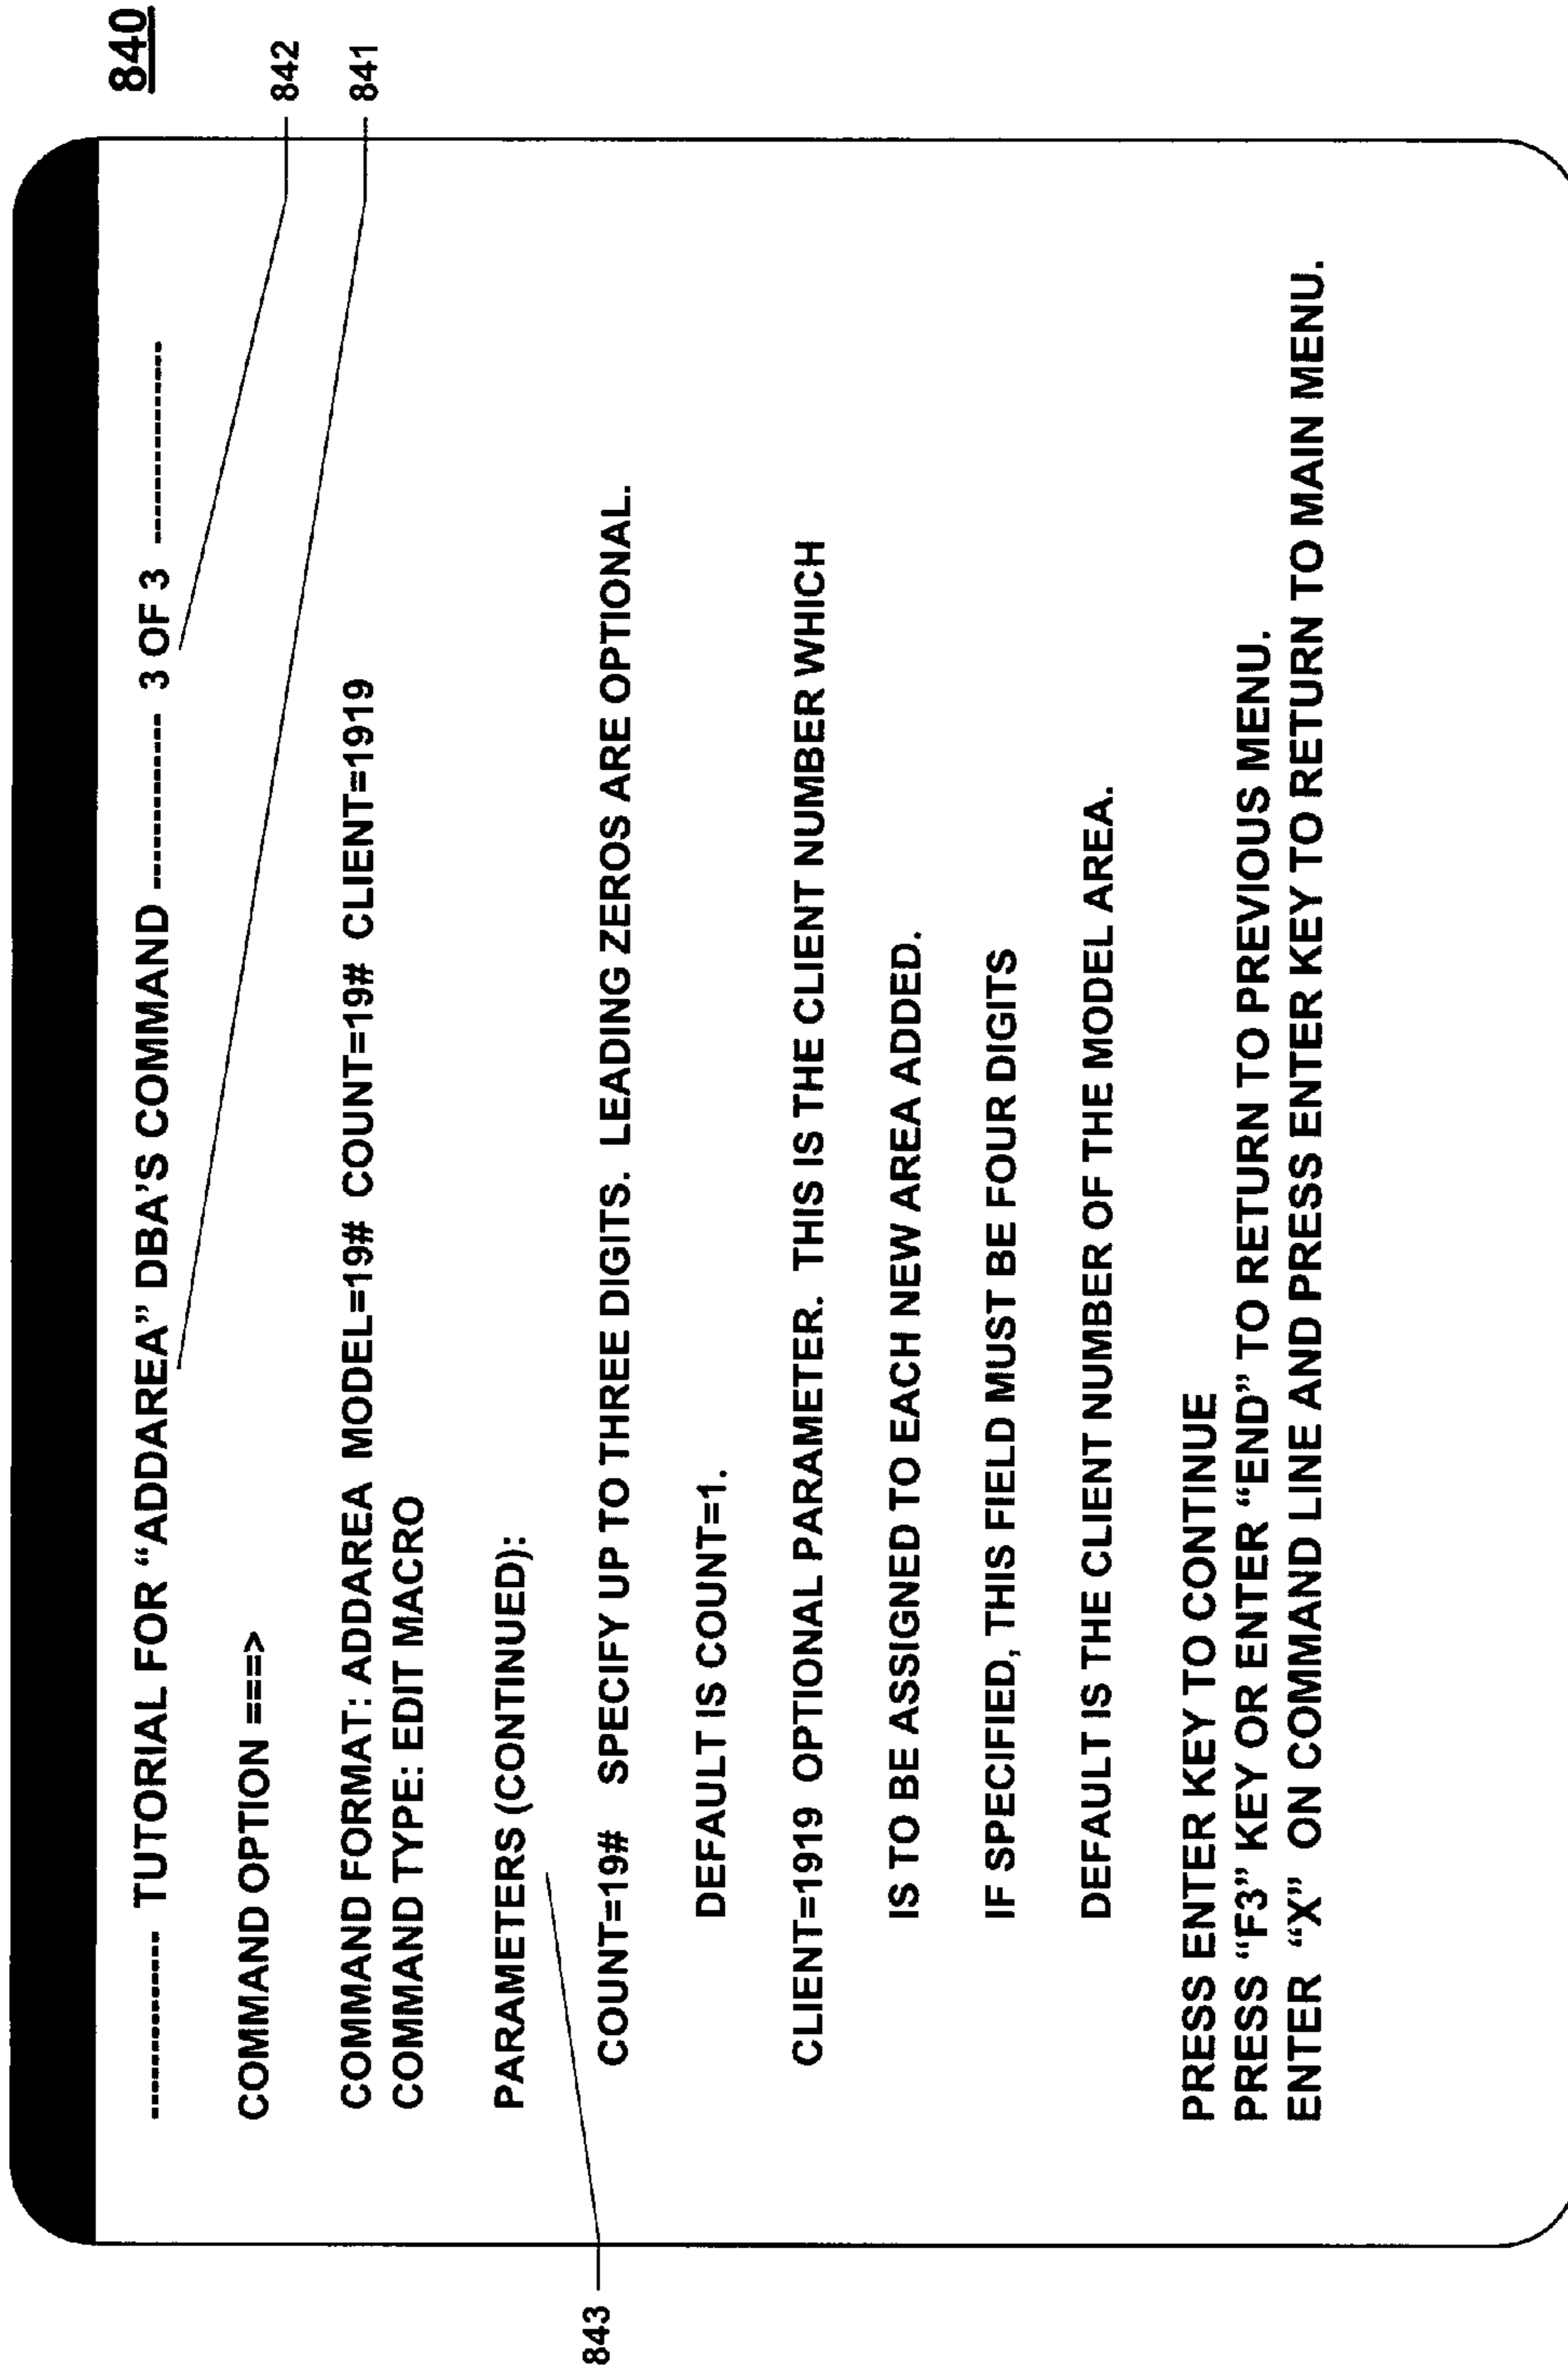 840
842
841
------------ TUTORIAL FOR “ADDAREA” DBA'S COMMAND ------------ 3 OF 3 -------------
COMMAND OPTION ===>
COMMAND FORMAT: ADDAREA MODEL=19# COUNT=19# CLIENT=1919
COMMAND TYPE: EDIT MACRO
PARAMETERS (CONTINUED):
843
COUNT=19# SPECIFY UP TO THREE DIGITS. LEADING ZEROS ARE OPTIONAL.
DEFAULT IS COUNT=1.
CLIENT=1919 OPTIONAL PARAMETER. THIS IS THE CLIENT NUMBER WHICH
IS TO BE ASSIGNED TO EACH NEW AREA ADDED.
IF SPECIFIED, THIS FIELD MUST BE FOUR DIGITS
DEFAULT IS THE CLIENT NUMBER OF THE MODEL AREA.
PRESS ENTER KEY TO CONTINUE
PRESS “F3” KEY OR ENTER “END” TO RETURN TO PREVIOUS MENU.
ENTER “X” ON COMMAND LINE AND PRESS ENTER KEY TO RETURN TO MAIN MENU.